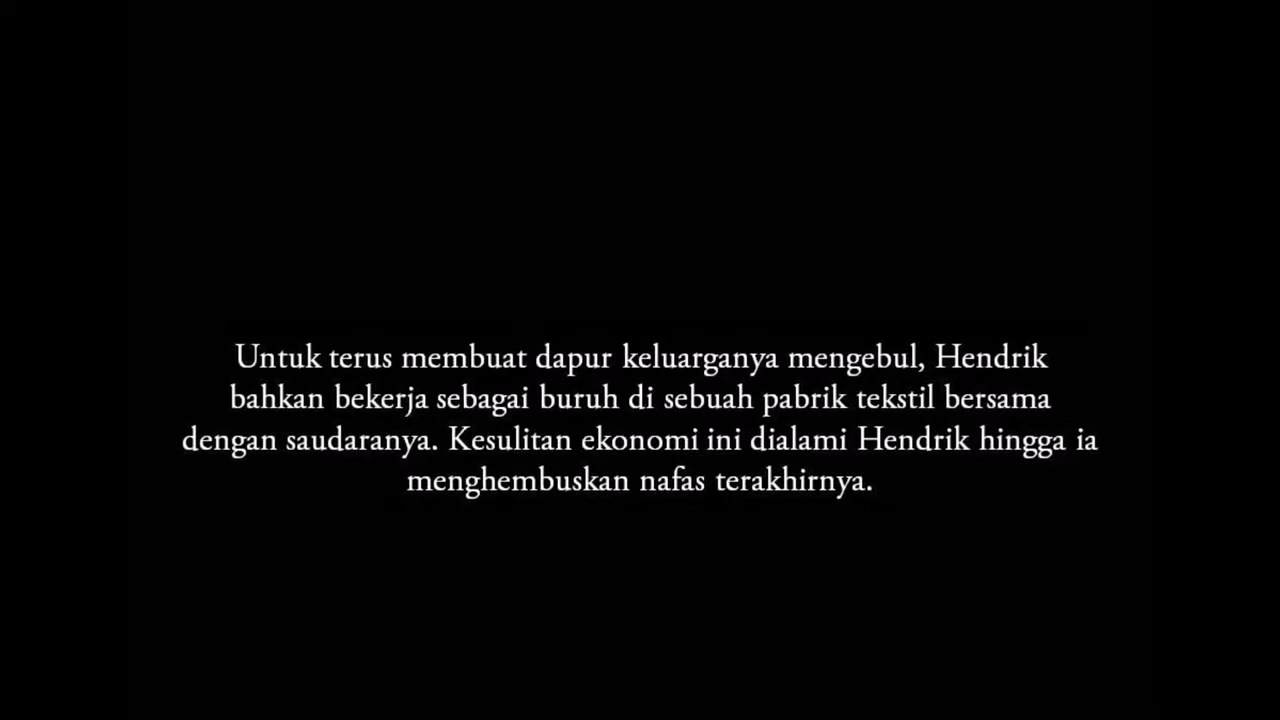 Untuk terus membuat dapur keluarganya mengebul, Hendrik
bahkan bekerja sebagai buruh di sebuah pabrik tekstil bersama
dengan saudaranya. Kesulitan ekonomi ini dialami Hendrik hingga ia
menghembuskan nafas terakhirnya.